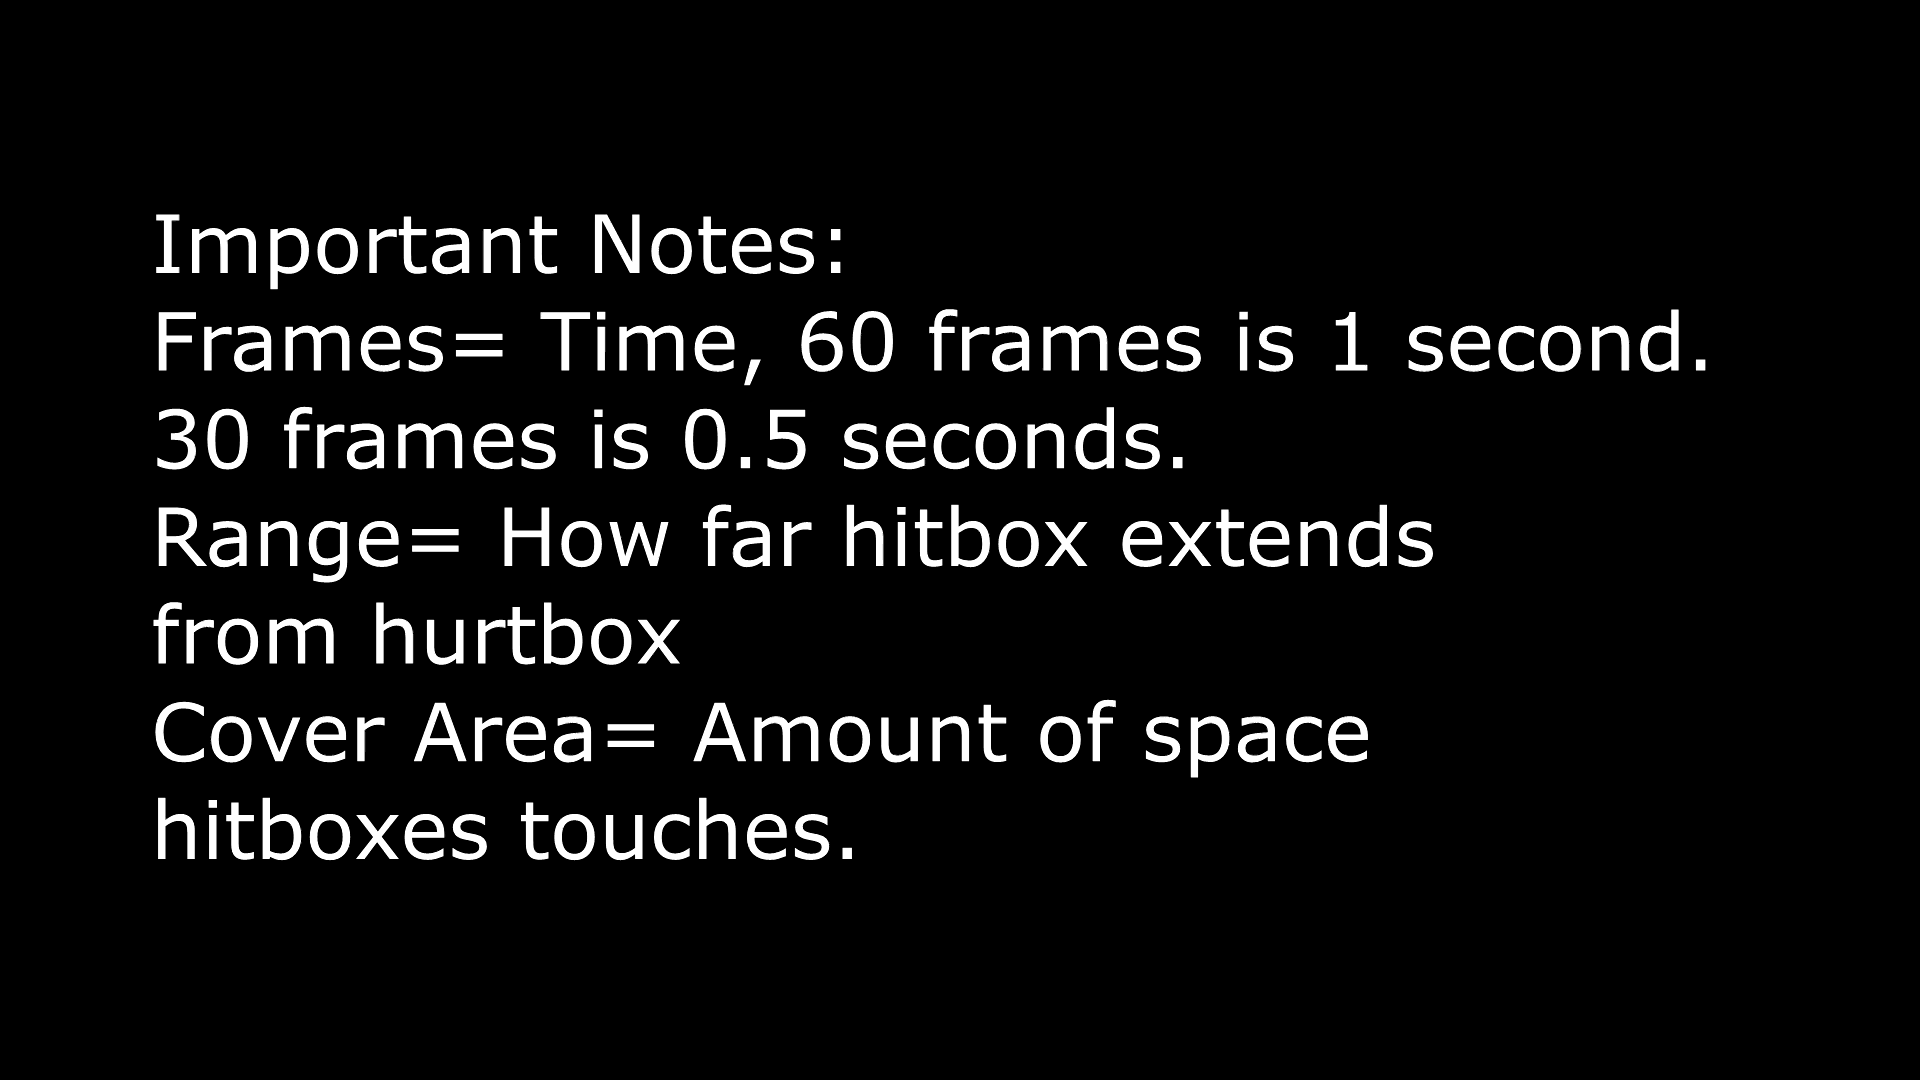 Important Notes:
Frames= Time, 60 frames is 1 second.
30 frames is 0.5 seconds.
Range= How far hitbox extends
from hurtbox
Cover Area= Amount of space
hitboxes touches.